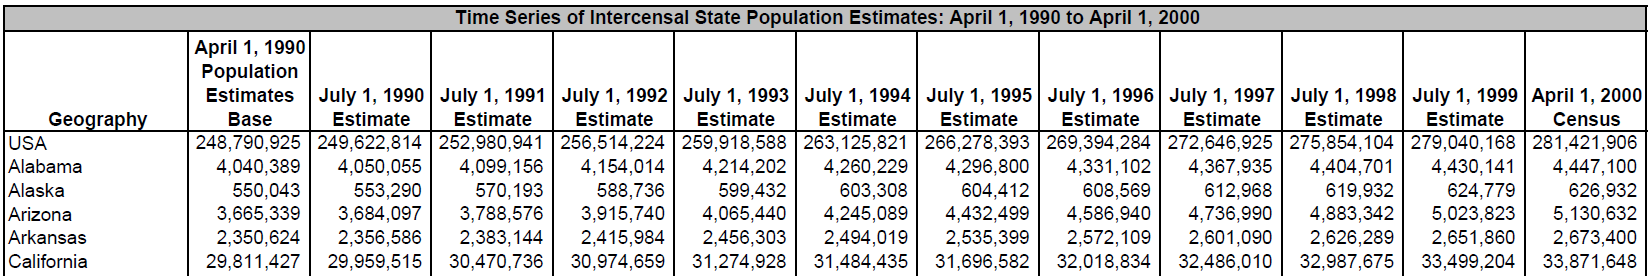 Time Series of Intercensal State Population Estimates: April 1, 1990 to April 1, 2000
Geography April 1, 1990 Population Estimates Base July 1, 1990 Estimate July 1, 1991 Estimate July 1, 1992 Estimate July 1, 1993 Estimate July 1, 1994 Estimate July 1, 1995 Estimate July 1, 1996 Estimate July 1, 1997 Estimate July 1, 1998 Estimate July 1, 1999 Estimate April 1, 2000 Census
USA 248,790,925 249,622,814 252,980,941 256,514,224 259,918,588 263,125,821 266,278,393 269,394,284 272,646,925 275,854,104 279,040,168 281,421,906
Alabama 4,040,389 4,050,055 4,099,156 4,154,014 4,214,202 4,260,229 4,296,800 4,331,102 4,367,935 4,404,701 4,430,141 4,447,100
Alaska 550,043 553,290 570,193 588,736 599,432 603,308 604,412 608,569 612,968 619,932 624,779 626,932
Arizona 3,665,339 3,684,097 3,788,576 3,915,740 4,065,440 4,245,089 4,432,499 4,586,940 4,736,990 4,883,342 5,023,823 5,130,632
Arkansas 2,350,624 2,356,586 2,383,144 2,415,984 2,456,303 2,494,019 2,535,399 2,572,109 2,601,090 2,626,289 2,651,860 2,673,400
California 29,811,427 29,959,515 30,470,736 30,974,659 31,274,928 31,484,435 31,696,582 32,018,834 32,486,010 32,987,675 33,499,204 33,871,648